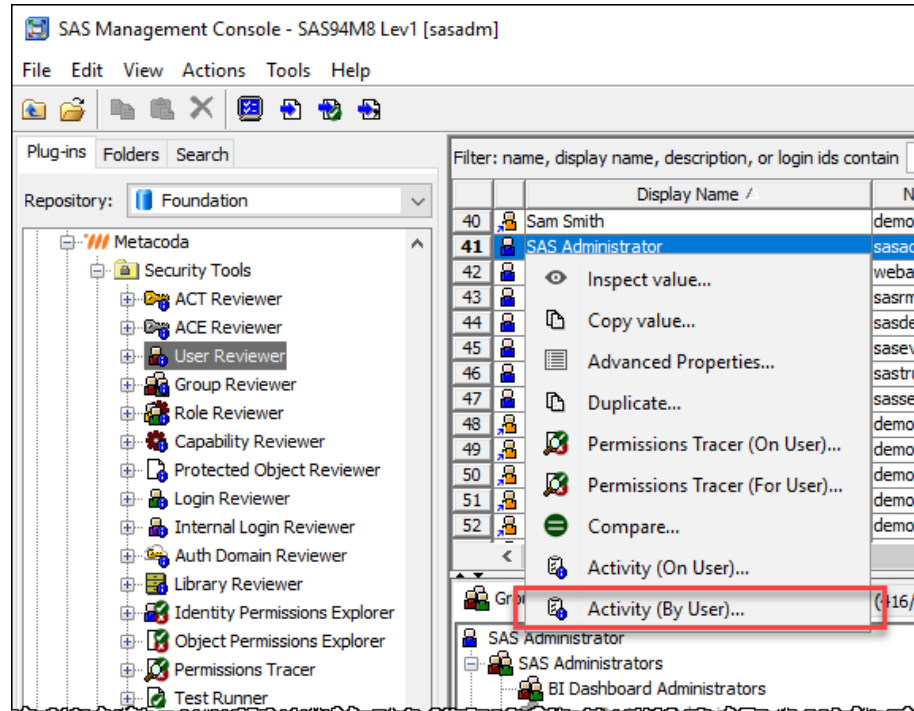 SAS Management Console - SAS94M8 Lev1 [sasadm]
File Edit View Actions Tools Help
Plug-ins Folders Search
Repository: Foundation
Metacoda
Security Tools
ACT Reviewer
ACE Reviewer
User Reviewer
Group Reviewer
Role Reviewer
Capability Reviewer
Protected Object Reviewer
Login Reviewer
Internal Login Reviewer
Auth Domain Reviewer
Library Reviewer
Identity Permissions Explorer
Object Permissions Explorer
Permissions Tracer
Test Runner
Filter: name, display name, description, or login ids contain
Display Name / N
40 Sam Smith demo
41 SAS Administrator sasad
42 weba
43 sasrm
44 sasde
45 sasev
46 sastru
47 sasse
48 demo
49 demo
50 demo
51 demo
52 demo
Inspect value...
Copy value...
Advanced Properties...
Duplicate...
Permissions Tracer (On User)...
Permissions Tracer (For User)...
Compare...
Activity (On User)...
Activity (By User)...
Grou (416/
SAS Administrator
SAS Administrators
BI Dashboard Administrators